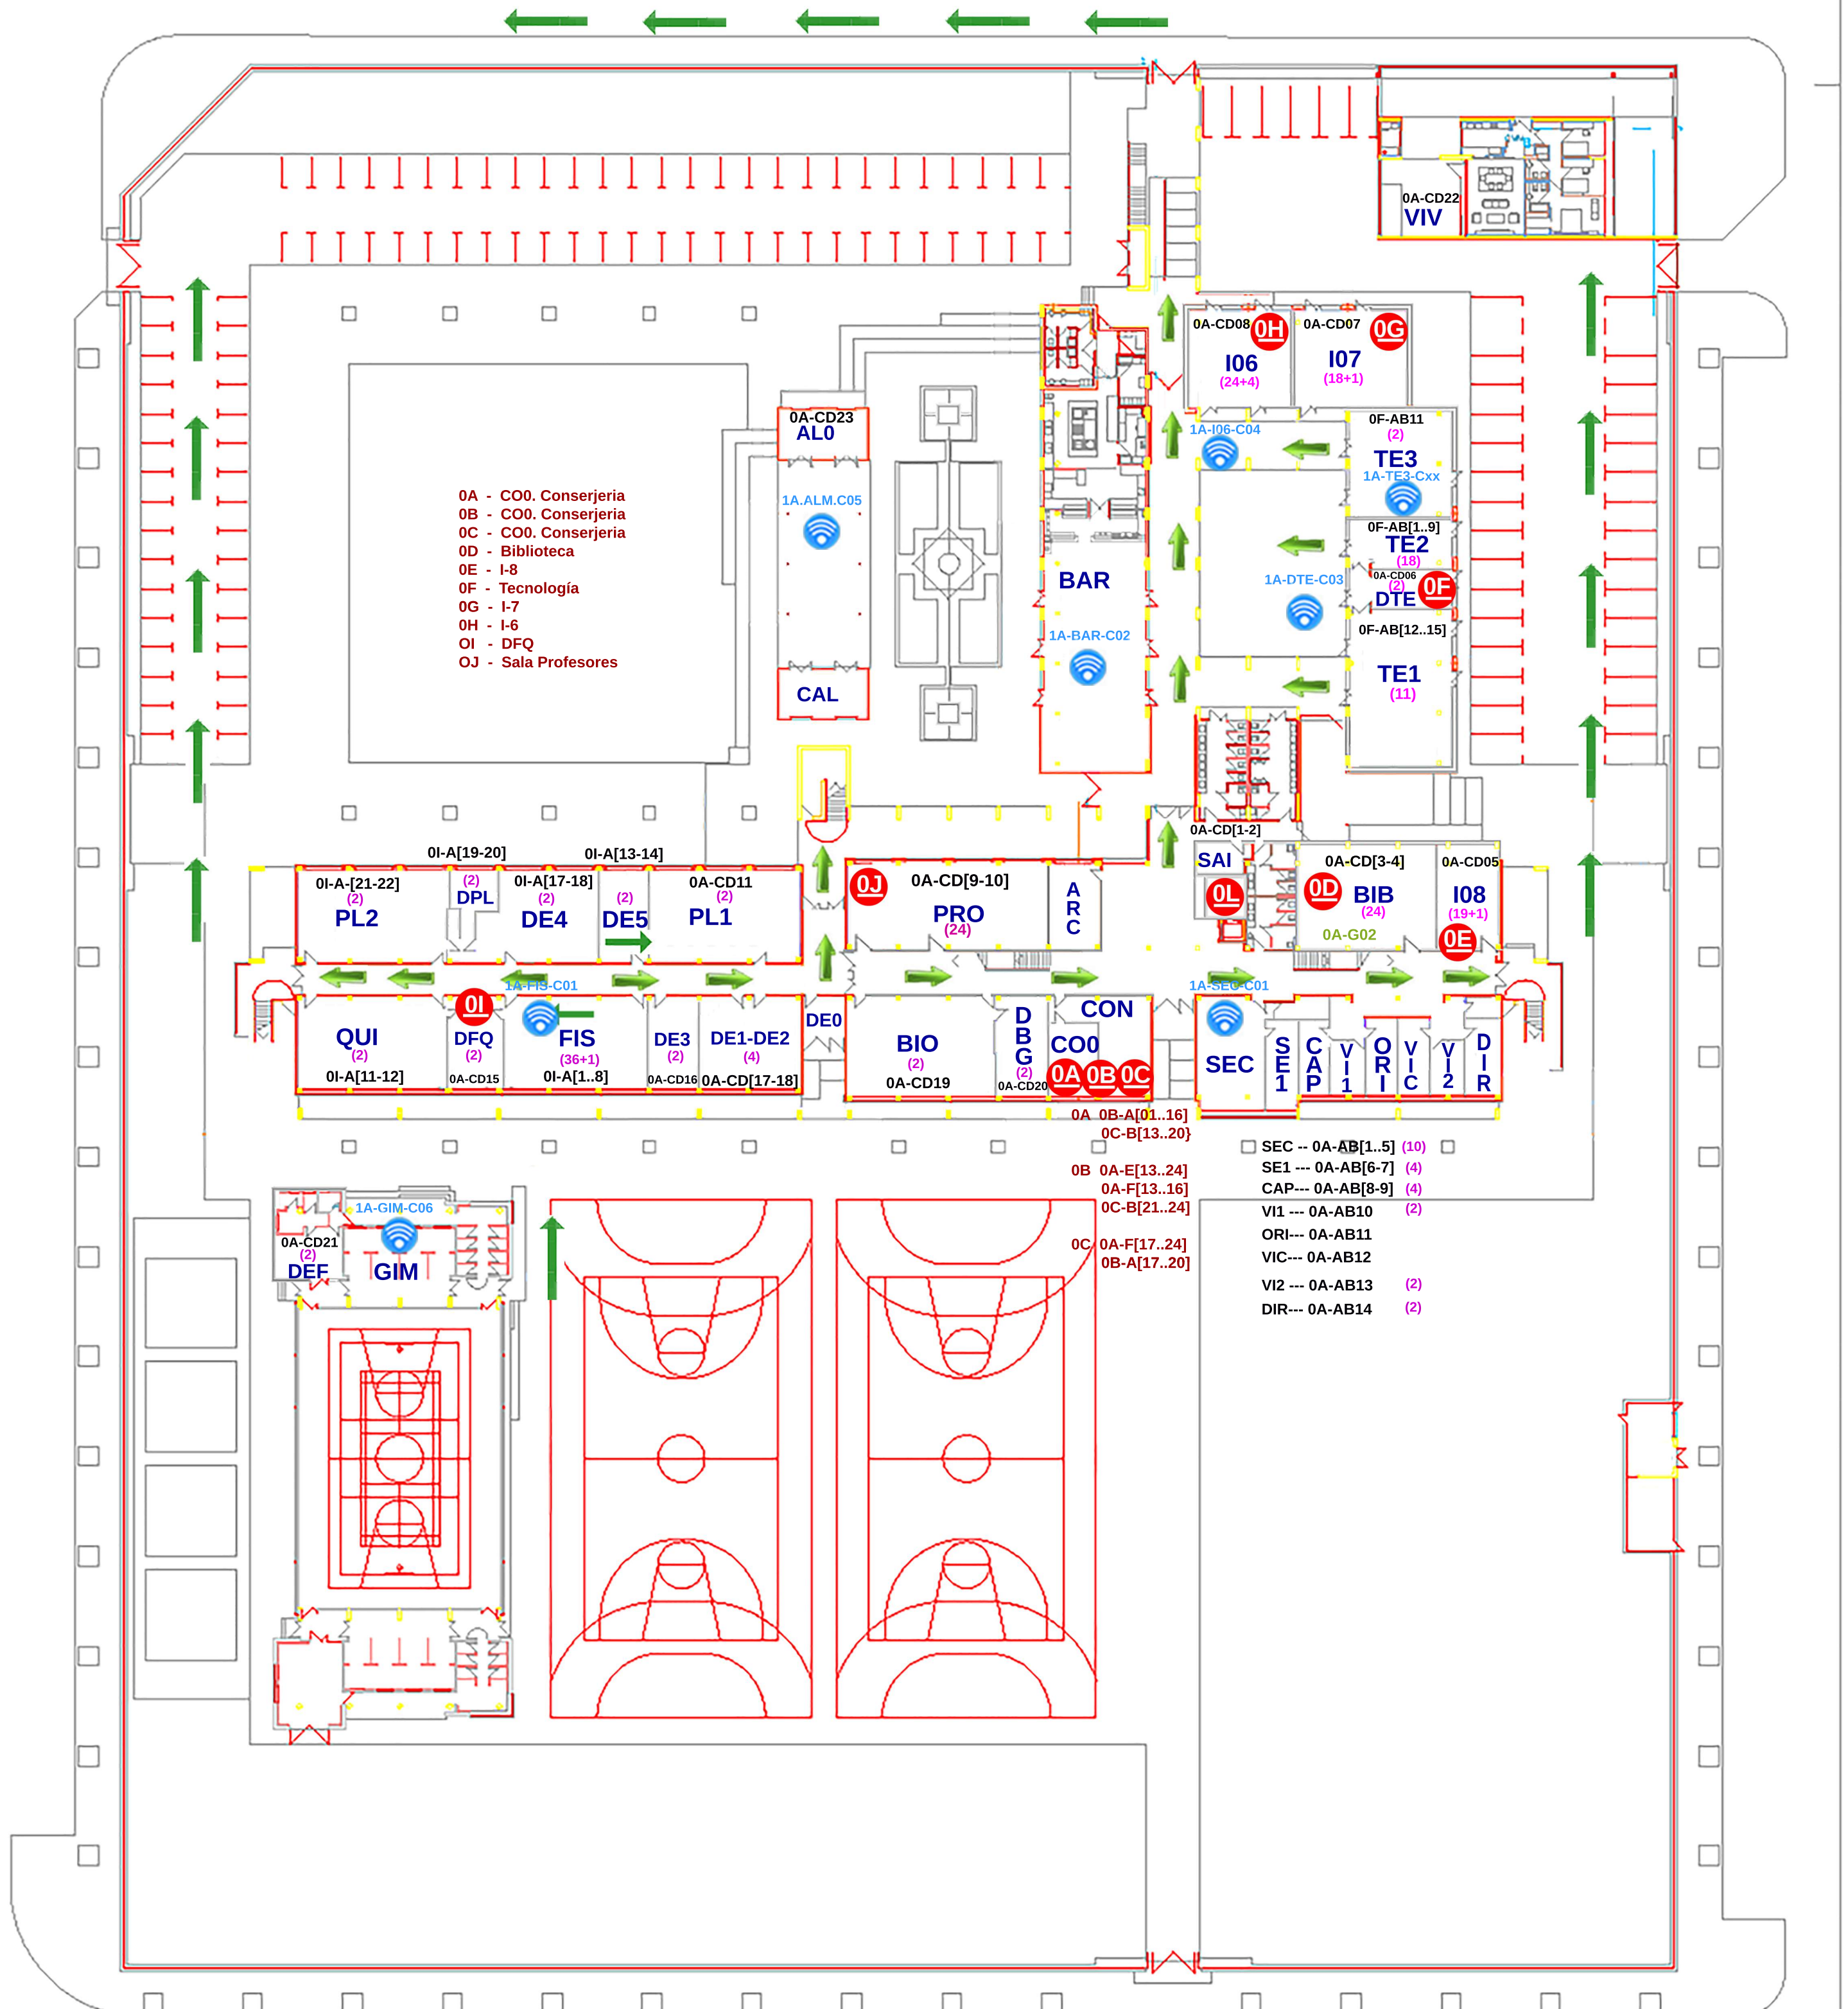 0A-CD22
VIV
0A-CD08
0H
I06
(24+4)
0A-CD07
0G
I07
(18+1)
0A-CD23
AL0
1A.ALM.C05
CAL
1A-I06-C04
0F-AB11
(2)
TE3
1A-TE3-Cxx
0F-AB[1..9]
TE2
(18)
0A-CD06
(2)
DTE
0F
1A-DTE-C03
0F-AB[12..15]
TE1
(11)
BAR
1A-BAR-C02
0A - CO0. Conserjeria
0B - CO0. Conserjeria
0C - CO0. Conserjeria
0D - Biblioteca
0E - I-8
0F - Tecnología
0G - I-7
0H - I-6
OI - DFQ
OJ - Sala Profesores
0I-A[19-20]
0I-A[13-14]
0I-A-[21-22]
(2)
PL2
(2)
DPL
0I-A[17-18]
(2)
DE4
(2)
DE5
0A-CD11
(2)
PL1
0J
0A-CD[9-10]
PRO
(24)
ARC
0A-CD[1-2]
SAI
0L
0D
0A-CD[3-4]
BIB
(24)
0A-G02
0A-CD05
I08
(19+1)
0E
1A-FIS-C01
1A-SEC-C01
QUI
(2)
0I-A[11-12]
0I
DFQ
(2)
0A-CD15
FIS
(36+1)
0I-A[1..8]
DE3
(2)
0A-CD16
DE1-DE2
(4)
0A-CD[17-18]
DE0
BIO
(2)
0A-CD19
DBG
(2)
0A-CD20
CON
CO0
0A
0B
0C
SEC
SE1
CAP
VI1
ORI
VIC
VI2
DIR
0A 0B-A[01..16]
0C-B[13..20}
0B 0A-E[13..24]
0A-F[13..16]
0C-B[21..24]
0C 0A-F[17..24]
0B-A[17..20]
SEC -- 0A-AB[1..5] (10)
SE1 --- 0A-AB[6-7] (4)
CAP--- 0A-AB[8-9] (4)
VI1 --- 0A-AB10 (2)
ORI--- 0A-AB11
VIC--- 0A-AB12
VI2 --- 0A-AB13 (2)
DIR--- 0A-AB14 (2)
1A-GIM-C06
0A-CD21
(2)
DEF
GIM